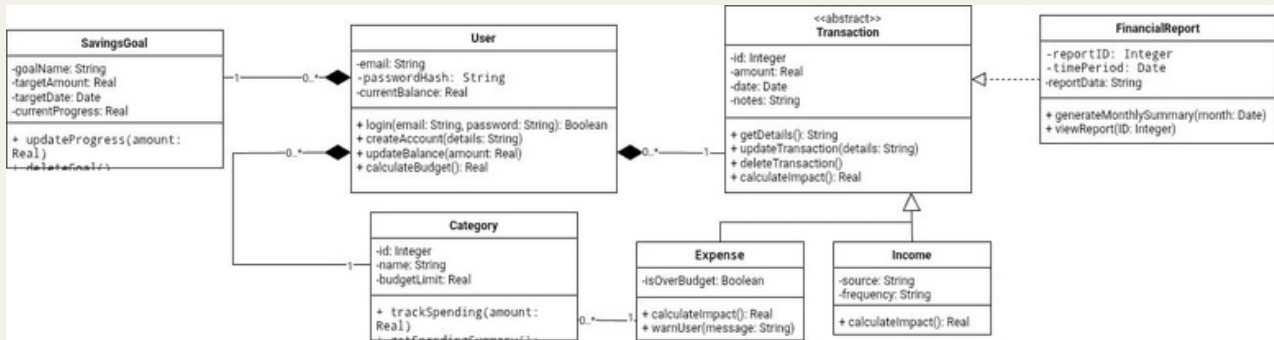 SavingsGoal
-goalName: String
-targetAmount: Real
-targetDate: Date
-currentProgress: Real
+ updateProgress(amount:
Real)
+ deleteGoal()
1
0..*
User
-email: String
-passwordHash: String
-currentBalance: Real
+ login(email: String, password: String): Boolean
+ createAccount(details: String)
+ updateBalance(amount: Real)
+ calculateBudget(): Real
0..*
1
0..*
1
<<abstract>>
Transaction
-id: Integer
-amount: Real
-date: Date
-notes: String
+ getDetails(): String
+ updateTransaction(details: String)
+ deleteTransaction()
+ calculateImpact(): Real
FinancialReport
-reportID: Integer
-timePeriod: Date
-reportData: String
+ generateMonthlySummary(month: Date)
+ viewReport(ID: Integer)
Category
-id: Integer
-name: String
-budgetLimit: Real
+ trackSpending(amount:
Real)
+ getSpendingSummary():
0..*
1
Expense
-isOverBudget: Boolean
+ calculateImpact(): Real
+ warnUser(message: String)
Income
-source: String
-frequency: String
+ calculateImpact(): Real